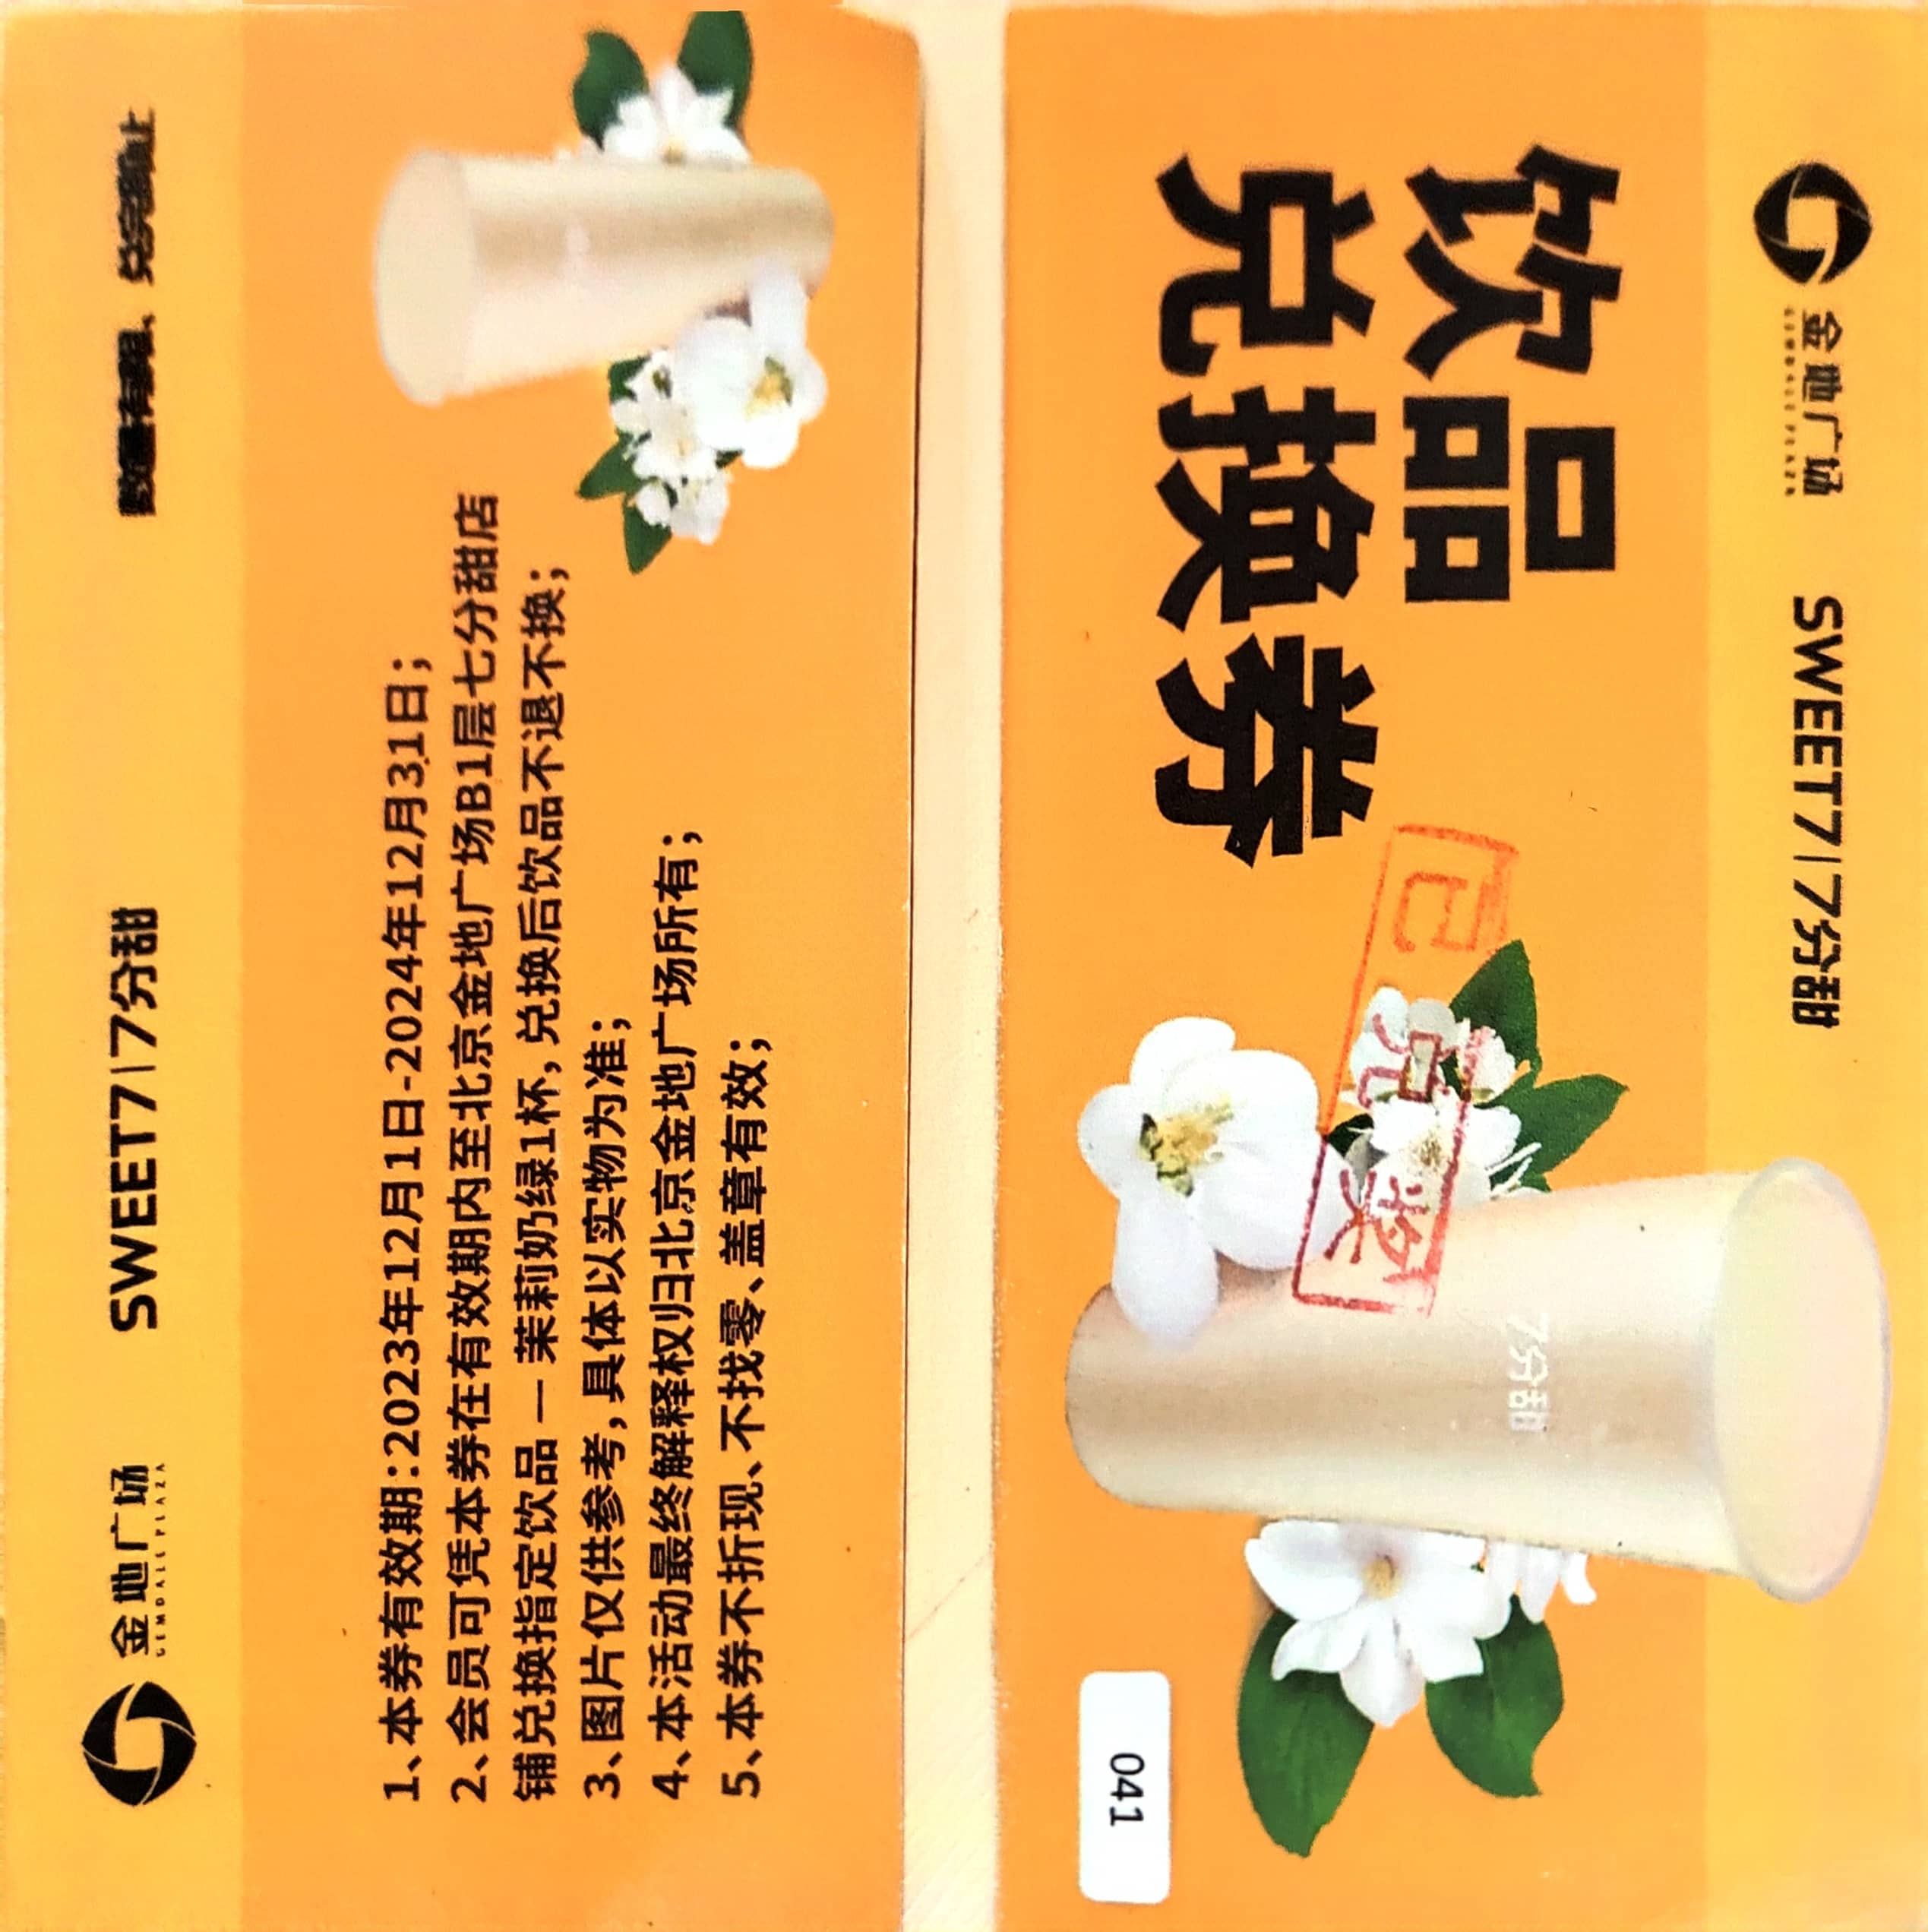 金地广场
GEMDALE PLAZA
SWEET7|7分甜
饮品
兑换券
7分甜
已兑奖
041
金地广场
GEMDALE PLAZA
SWEET7|7分甜
数量有限，兑完即止
1、本券有效期：2023年12月1日-2024年12月31日；
2、会员可凭本券在有效期内至北京金地广场B1层七分甜店
铺兑换指定饮品 — 茉莉奶绿1杯，兑换后饮品不退不换；
3、图片仅供参考，具体以实物为准；
4、本活动最终解释权归北京金地广场所有；
5、本券不折现、不找零、盖章有效；